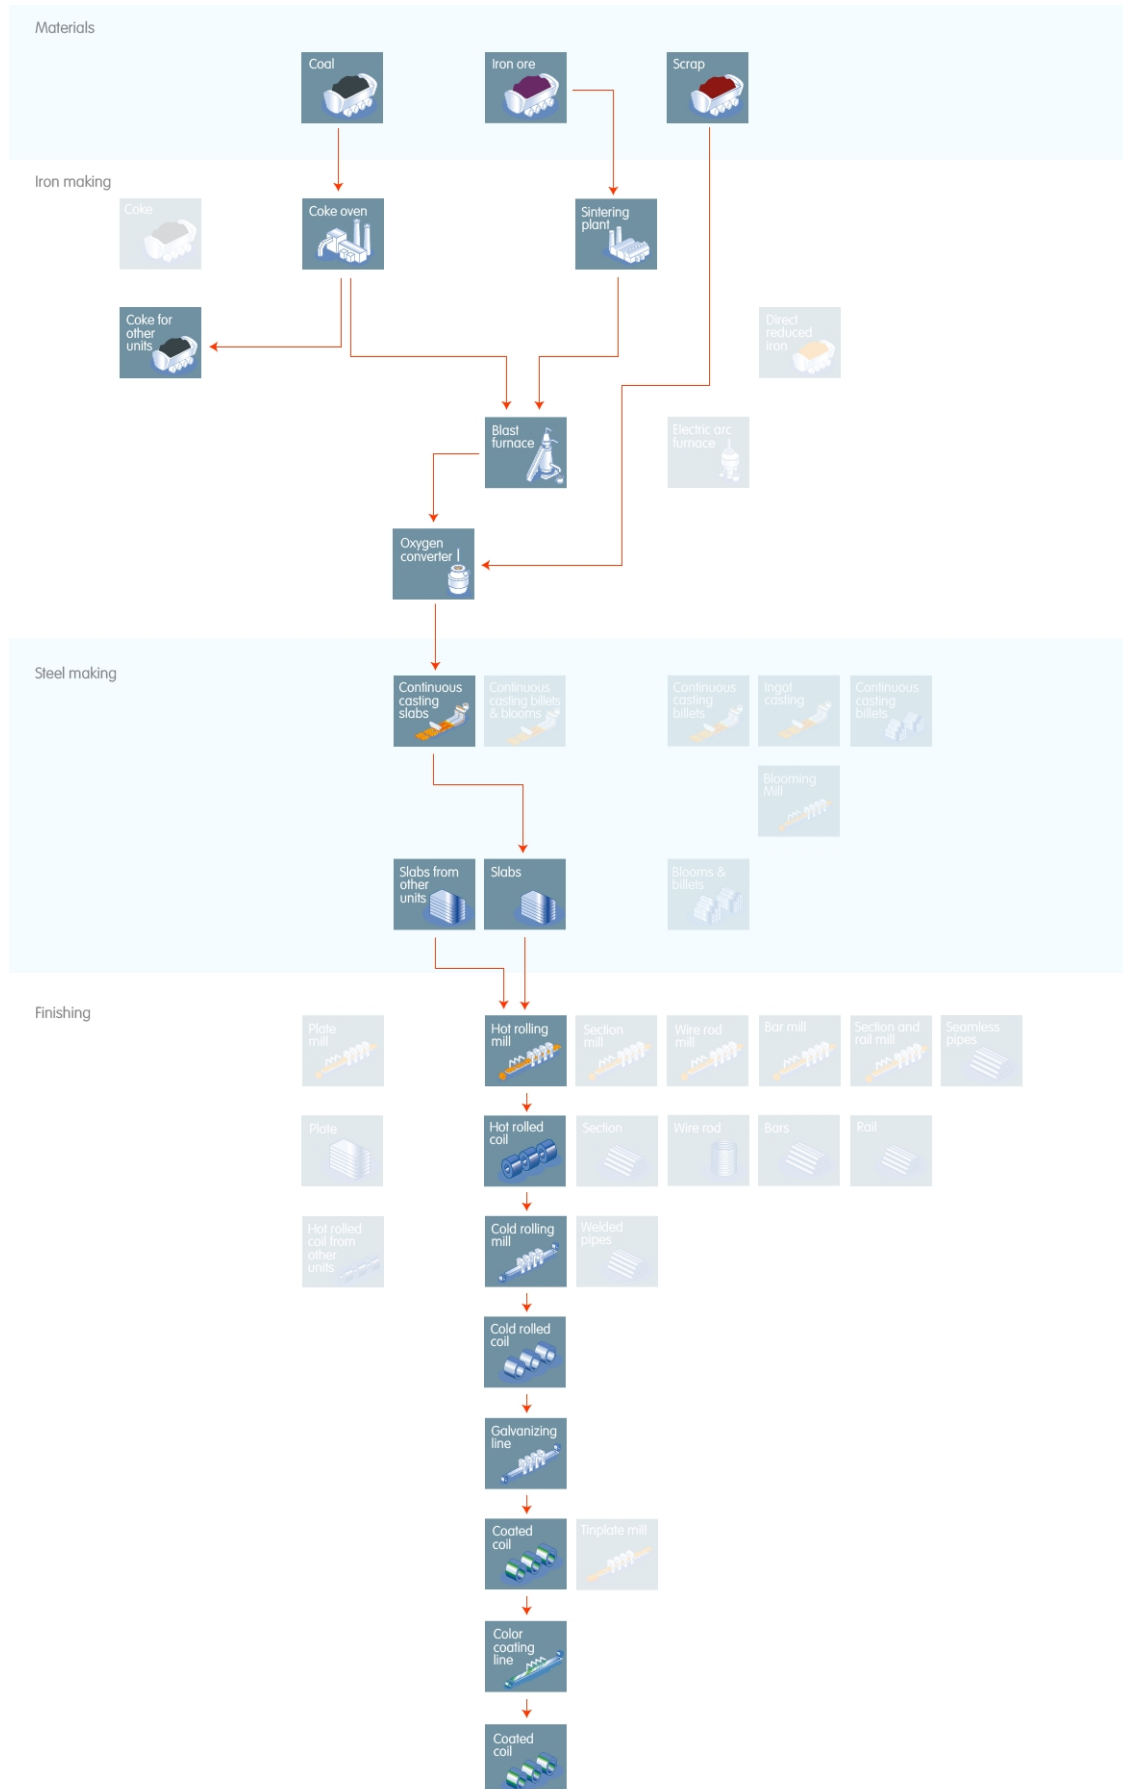 Materials
Coal
Iron ore
Scrap
Iron making
Coke
Coke oven
Sintering
plant
Coke for
other
units
Direct
reduced
iron
Blast
furnace
Electric arc
furnace
Oxygen
converter
Steel making
Continuous
casting
slabs
Continuous
casting billets
& blooms
Continuous
casting
billets
Ingot
casting
Continuous
casting
billets
Blooming
Mill
Slabs from
other
units
Slabs
Blooms &
billets
Finishing
Plate
mill
Hot rolling
mill
Section
mill
Wire rod
mill
Bar mill
Section and
rail mill
Seamless
pipes
Plate
Hot rolled
coil
Section
Wire rod
Bars
Rail
Hot rolled
coil from
other
units
Cold rolling
mill
Welded
pipes
Cold rolled
coil
Galvanizing
line
Coated
coil
Tinplate mill
Color
coating
line
Coated
coil